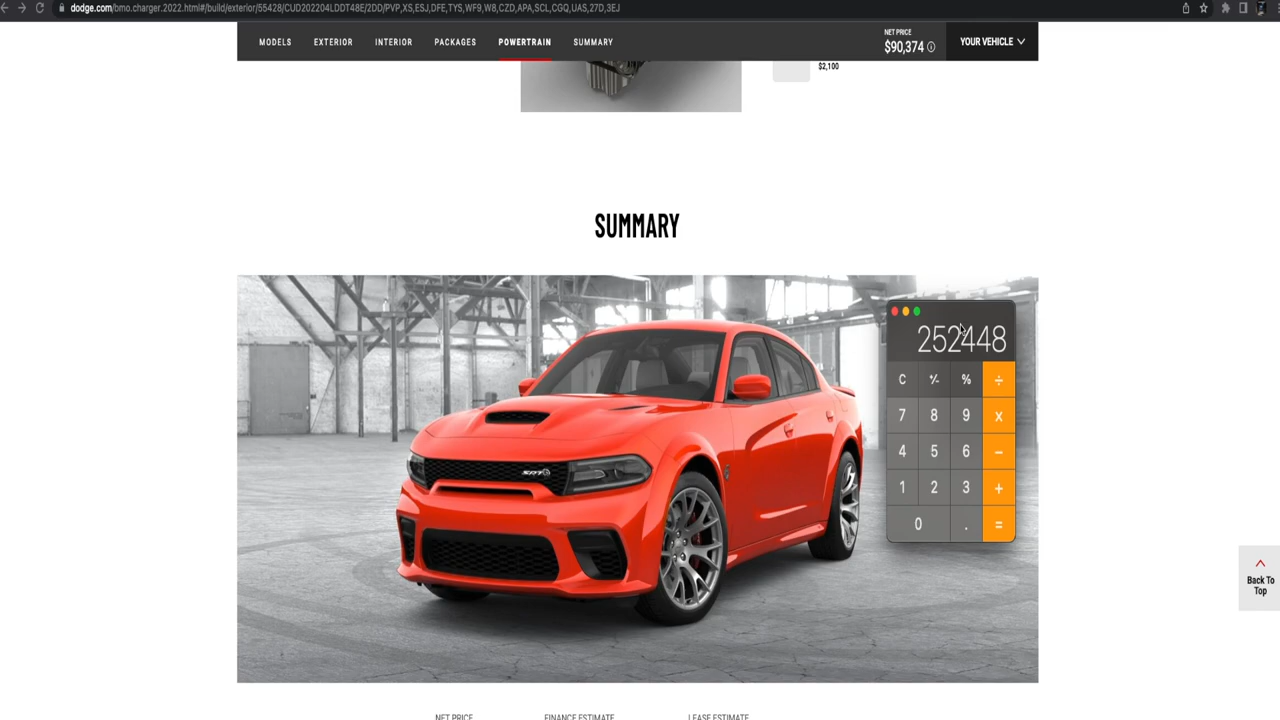 dodge.com/bmo.charger.2022.html#/build/exterior/55428/CUD202204LDDT48E/2DD/PVP,XS,ESJ,DFE,TYS,WF9,W8,CZD,APA,SCL,CGQ,UAS,27D,3EJ
MODELS EXTERIOR INTERIOR PACKAGES POWERTRAIN SUMMARY
NET PRICE
$90,374
YOUR VEHICLE
$2,100
SUMMARY
SRT
252448
C +/- % ÷
7 8 9 x
4 5 6 −
1 2 3 +
0 . =
Back To
Top
NET PRICE FINANCE ESTIMATE LEASE ESTIMATE